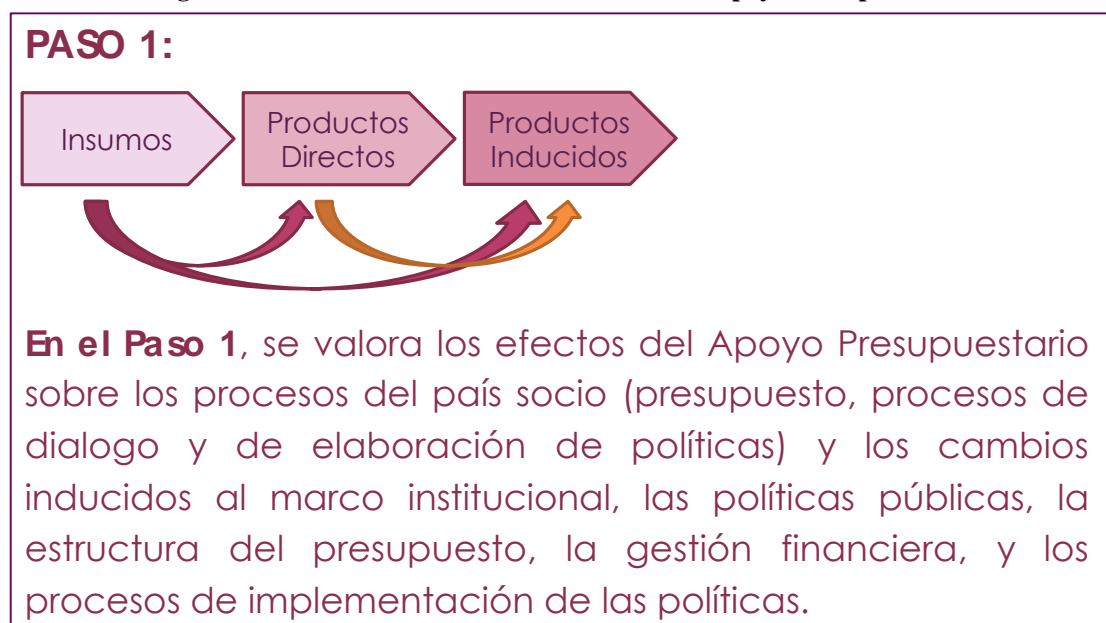 PASO 1:
Insumos
Productos
Directos
Productos
Inducidos
En el Paso 1, se valora los efectos del Apoyo Presupuestario
sobre los procesos del país socio (presupuesto, procesos de
dialogo y de elaboración de políticas) y los cambios
inducidos al marco institucional, las políticas públicas, la
estructura del presupuesto, la gestión financiera, y los
procesos de implementación de las políticas.